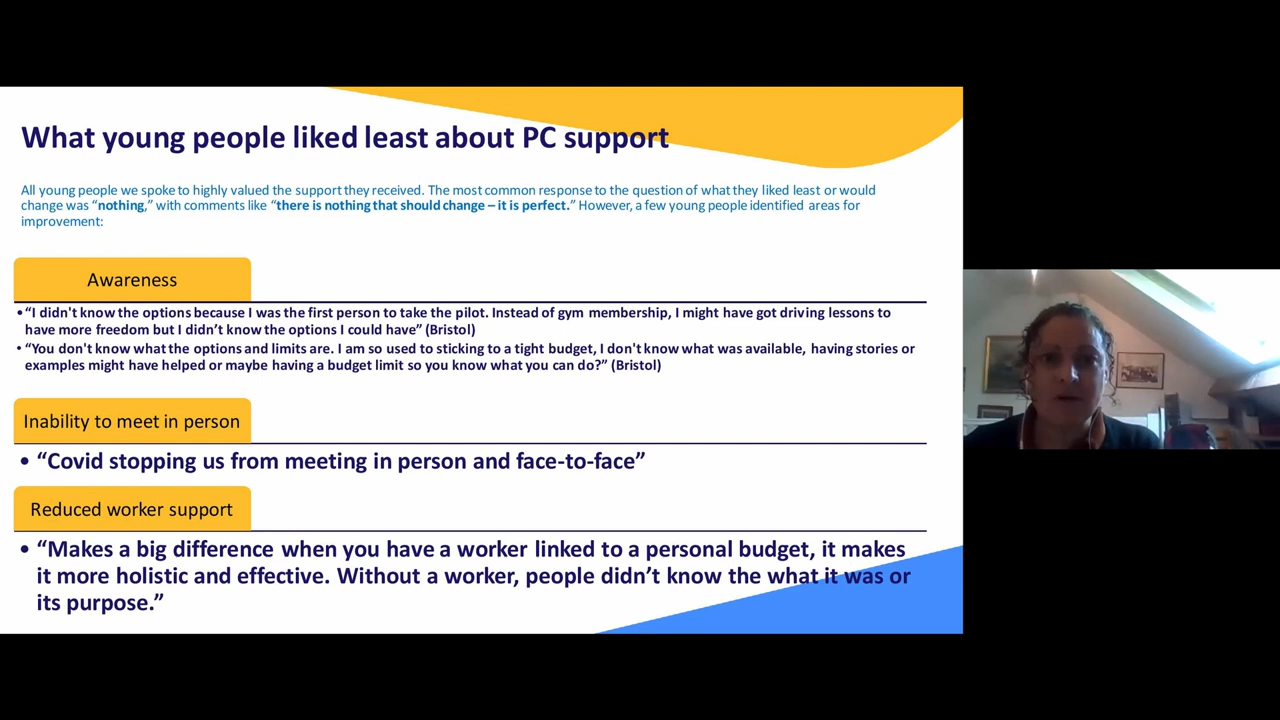 What young people liked least about PC support
All young people we spoke to highly valued the support they received. The most common response to the question of what they liked least or would
change was “nothing,” with comments like “there is nothing that should change – it is perfect.” However, a few young people identified areas for
improvement:
Awareness
•“I didn't know the options because I was the first person to take the pilot. Instead of gym membership, I might have got driving lessons to
have more freedom but I didn’t know the options I could have” (Bristol)
• “You don't know what the options and limits are. I am so used to sticking to a tight budget, I don't know what was available, having stories or
examples might have helped or maybe having a budget limit so you know what you can do?” (Bristol)
Inability to meet in person
• “Covid stopping us from meeting in person and face-to-face”
Reduced worker support
• “Makes a big difference when you have a worker linked to a personal budget, it makes
it more holistic and effective. Without a worker, people didn’t know the what it was or
its purpose.”